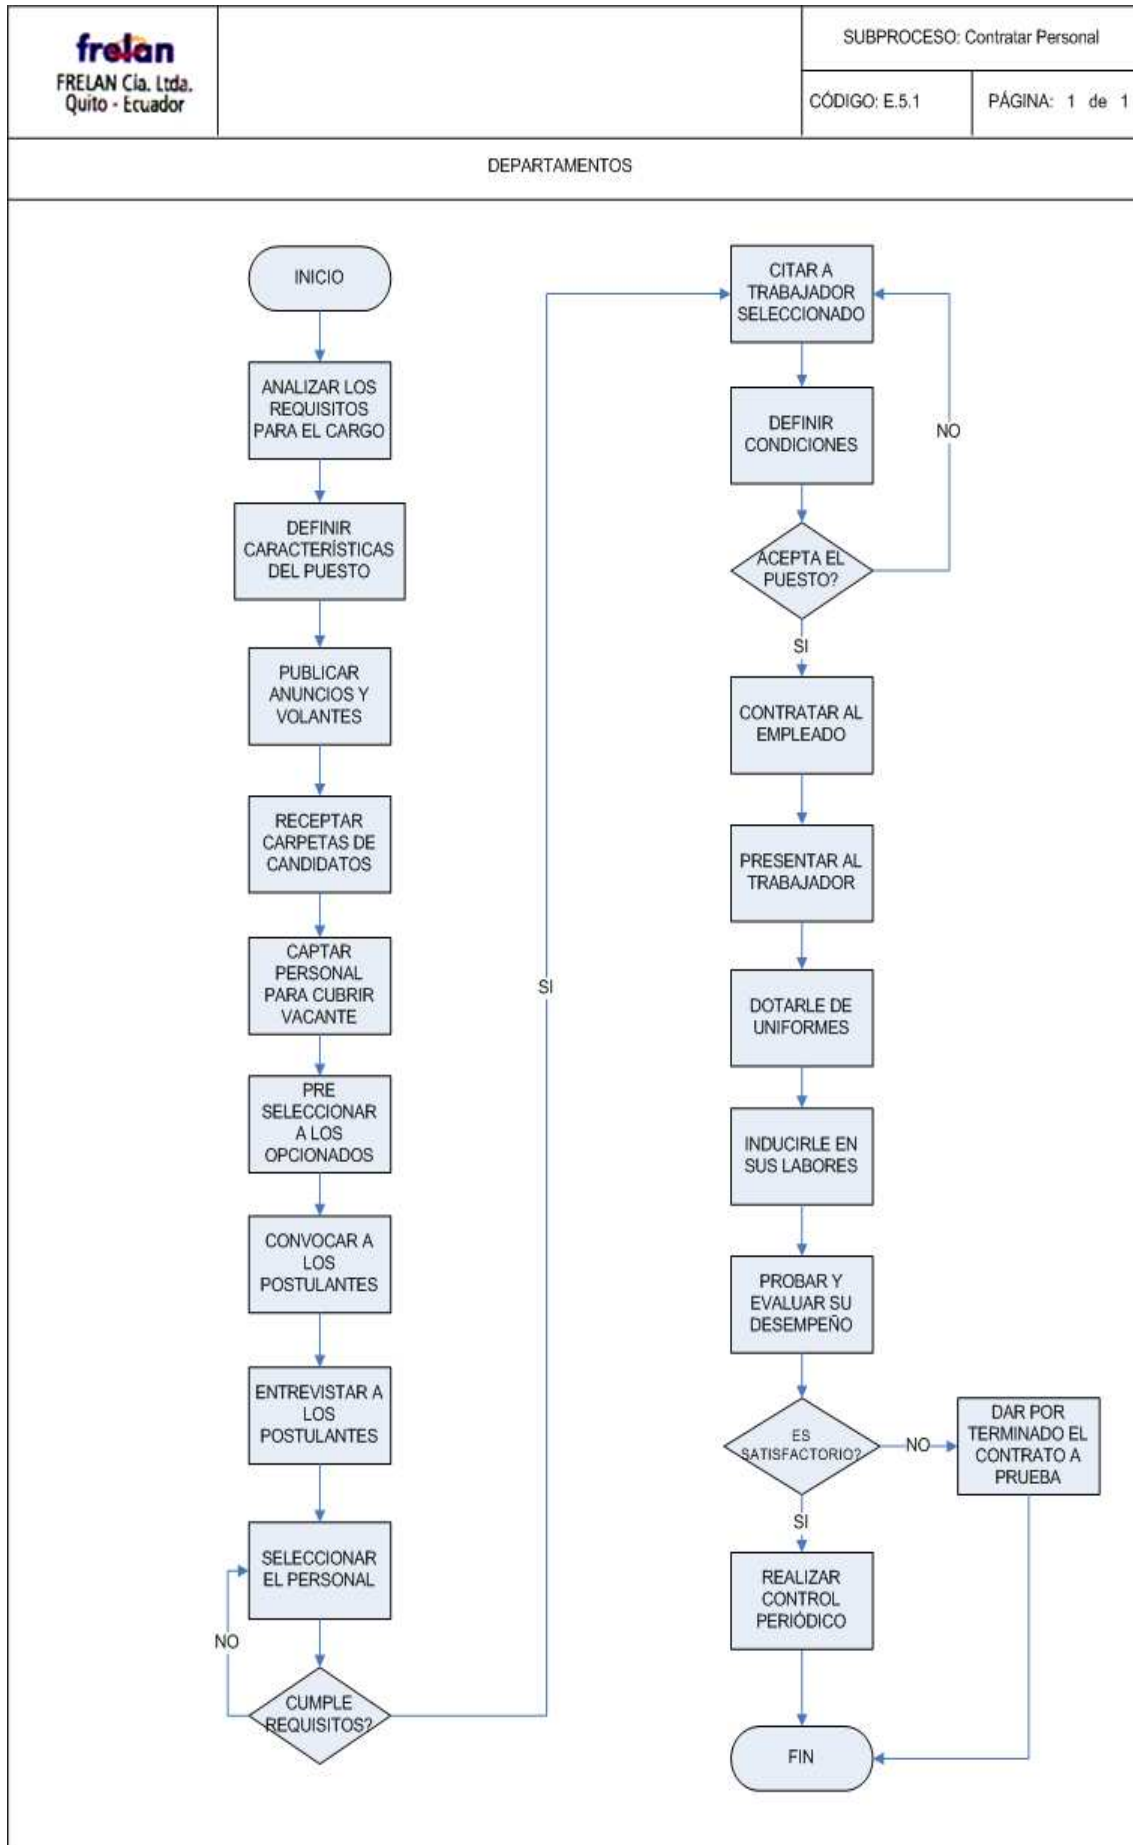 frelan
FRELAN Cía. Ltda.
Quito - Ecuador
SUBPROCESO: Contratar Personal
CÓDIGO: E.5.1
PÁGINA: 1 de 1
DEPARTAMENTOS
INICIO
ANALIZAR LOS
REQUISITOS
PARA EL CARGO
DEFINIR
CARACTERÍSTICAS
DEL PUESTO
PUBLICAR
ANUNCIOS Y
VOLANTES
RECEPTAR
CARPETAS DE
CANDIDATOS
CAPTAR
PERSONAL
PARA CUBRIR
VACANTE
PRE
SELECCIONAR
A LOS
OPCIONADOS
CONVOCAR A
LOS
POSTULANTES
ENTREVISTAR A
LOS
POSTULANTES
SELECCIONAR
EL PERSONAL
NO
CUMPLE
REQUISITOS?
SI
CITAR A
TRABAJADOR
SELECCIONADO
DEFINIR
CONDICIONES
NO
ACEPTA EL
PUESTO?
SI
CONTRATAR AL
EMPLEADO
PRESENTAR AL
TRABAJADOR
DOTARLE DE
UNIFORMES
INDUCIRLE EN
SUS LABORES
PROBAR Y
EVALUAR SU
DESEMPEÑO
ES
SATISFACTORIO?
NO
DAR POR
TERMINADO EL
CONTRATO A
PRUEBA
SI
REALIZAR
CONTROL
PERIÓDICO
FIN